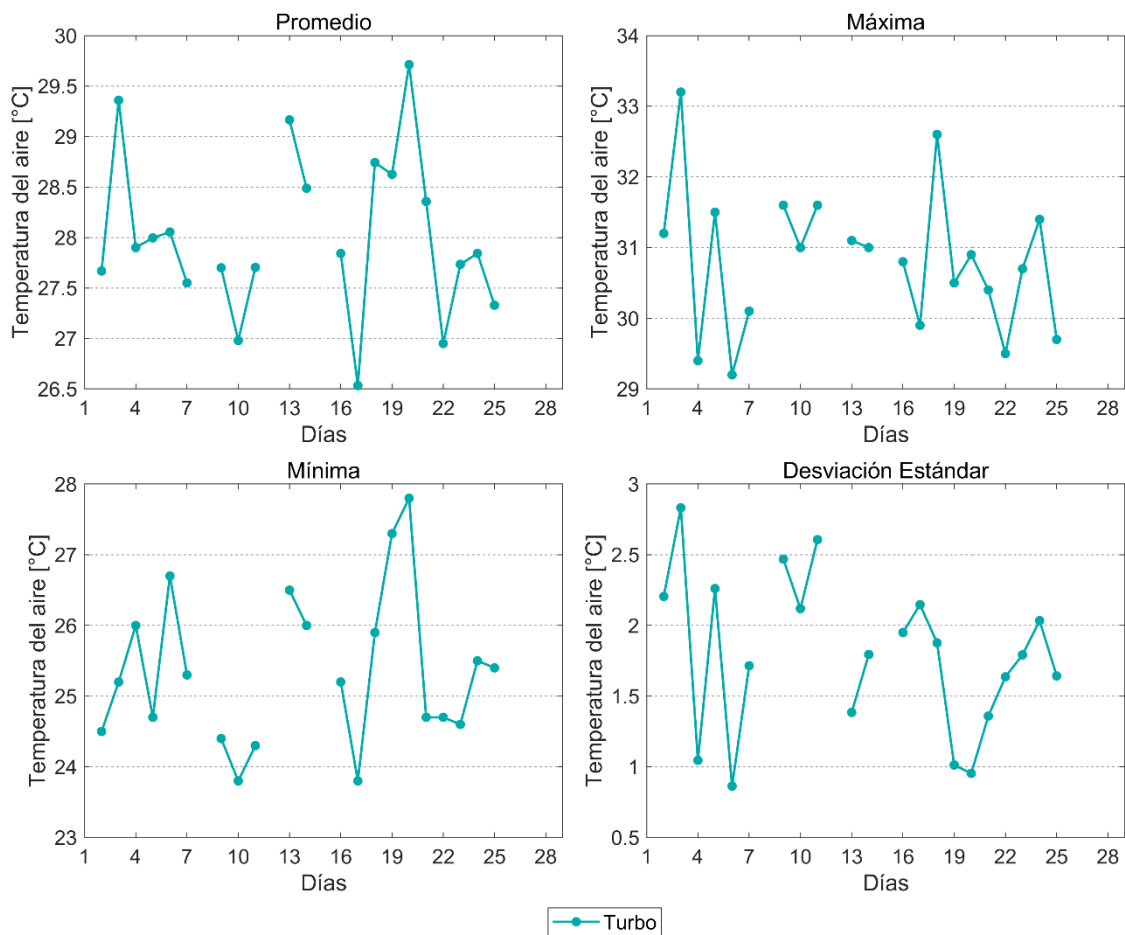 Promedio
Temperatura del aire [°C]
30
29.5
29
28.5
28
27.5
27
26.5
1 4 7 10 13 16 19 22 25 28
Días
Máxima
Temperatura del aire [°C]
34
33
32
31
30
29
1 4 7 10 13 16 19 22 25 28
Días
Mínima
Temperatura del aire [°C]
28
27
26
25
24
23
1 4 7 10 13 16 19 22 25 28
Días
Desviación Estándar
Temperatura del aire [°C]
3
2.5
2
1.5
1
0.5
1 4 7 10 13 16 19 22 25 28
Días
Turbo